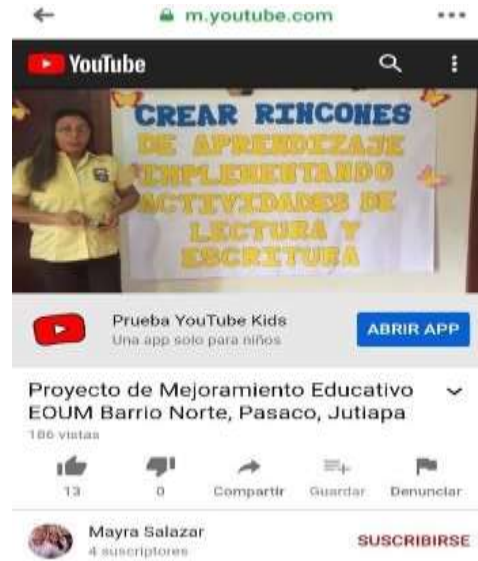 m.youtube.com
YouTube
CREAR RINCONES
DE APRENDIZAJE
IMPLEMENTANDO
ACTIVIDADES DE
LECTURA Y
ESCRITURA
Prueba YouTube Kids
Una app solo para niños
ABRIR APP
Proyecto de Mejoramiento Educativo
EOUM Barrio Norte, Pasaco, Jutiapa
186 vistas
13 0 Compartir Guardar Denunciar
Mayra Salazar
SUSCRIBIRSE
4 suscriptores